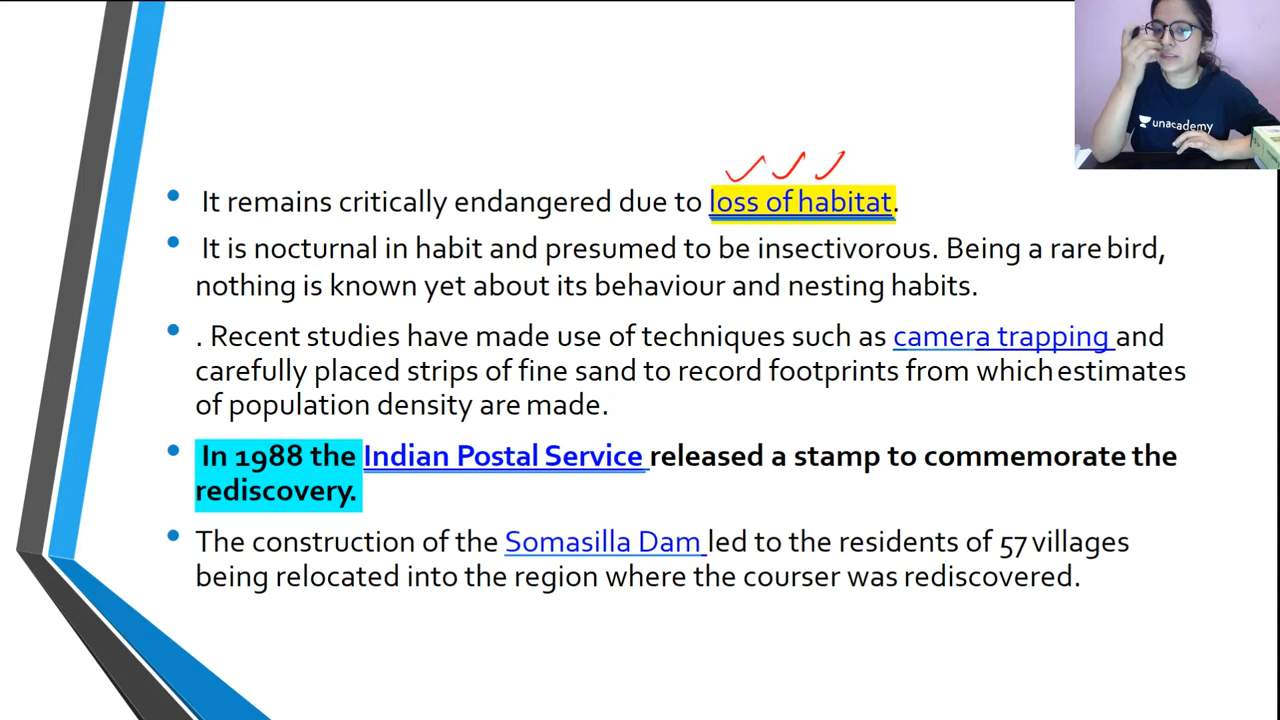 unacademy
• It remains critically endangered due to loss of habitat.
• It is nocturnal in habit and presumed to be insectivorous. Being a rare bird,
nothing is known yet about its behaviour and nesting habits.
• . Recent studies have made use of techniques such as camera trapping and
carefully placed strips of fine sand to record footprints from which estimates
of population density are made.
• In 1988 the Indian Postal Service released a stamp to commemorate the
rediscovery.
• The construction of the Somasilla Dam led to the residents of 57 villages
being relocated into the region where the courser was rediscovered.